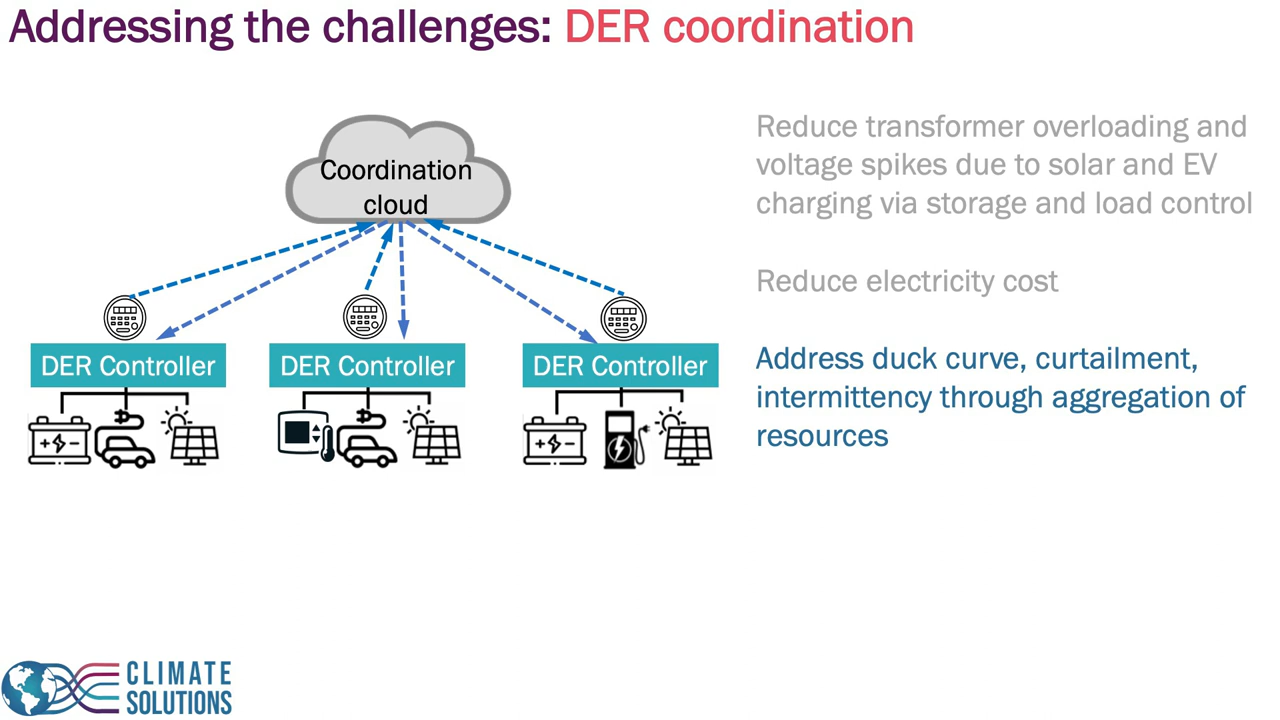 Addressing the challenges: DER coordination
Coordination
cloud
DER Controller
DER Controller
DER Controller
Reduce transformer overloading and
voltage spikes due to solar and EV
charging via storage and load control
Reduce electricity cost
Address duck curve, curtailment,
intermittency through aggregation of
resources
CLIMATE
SOLUTIONS